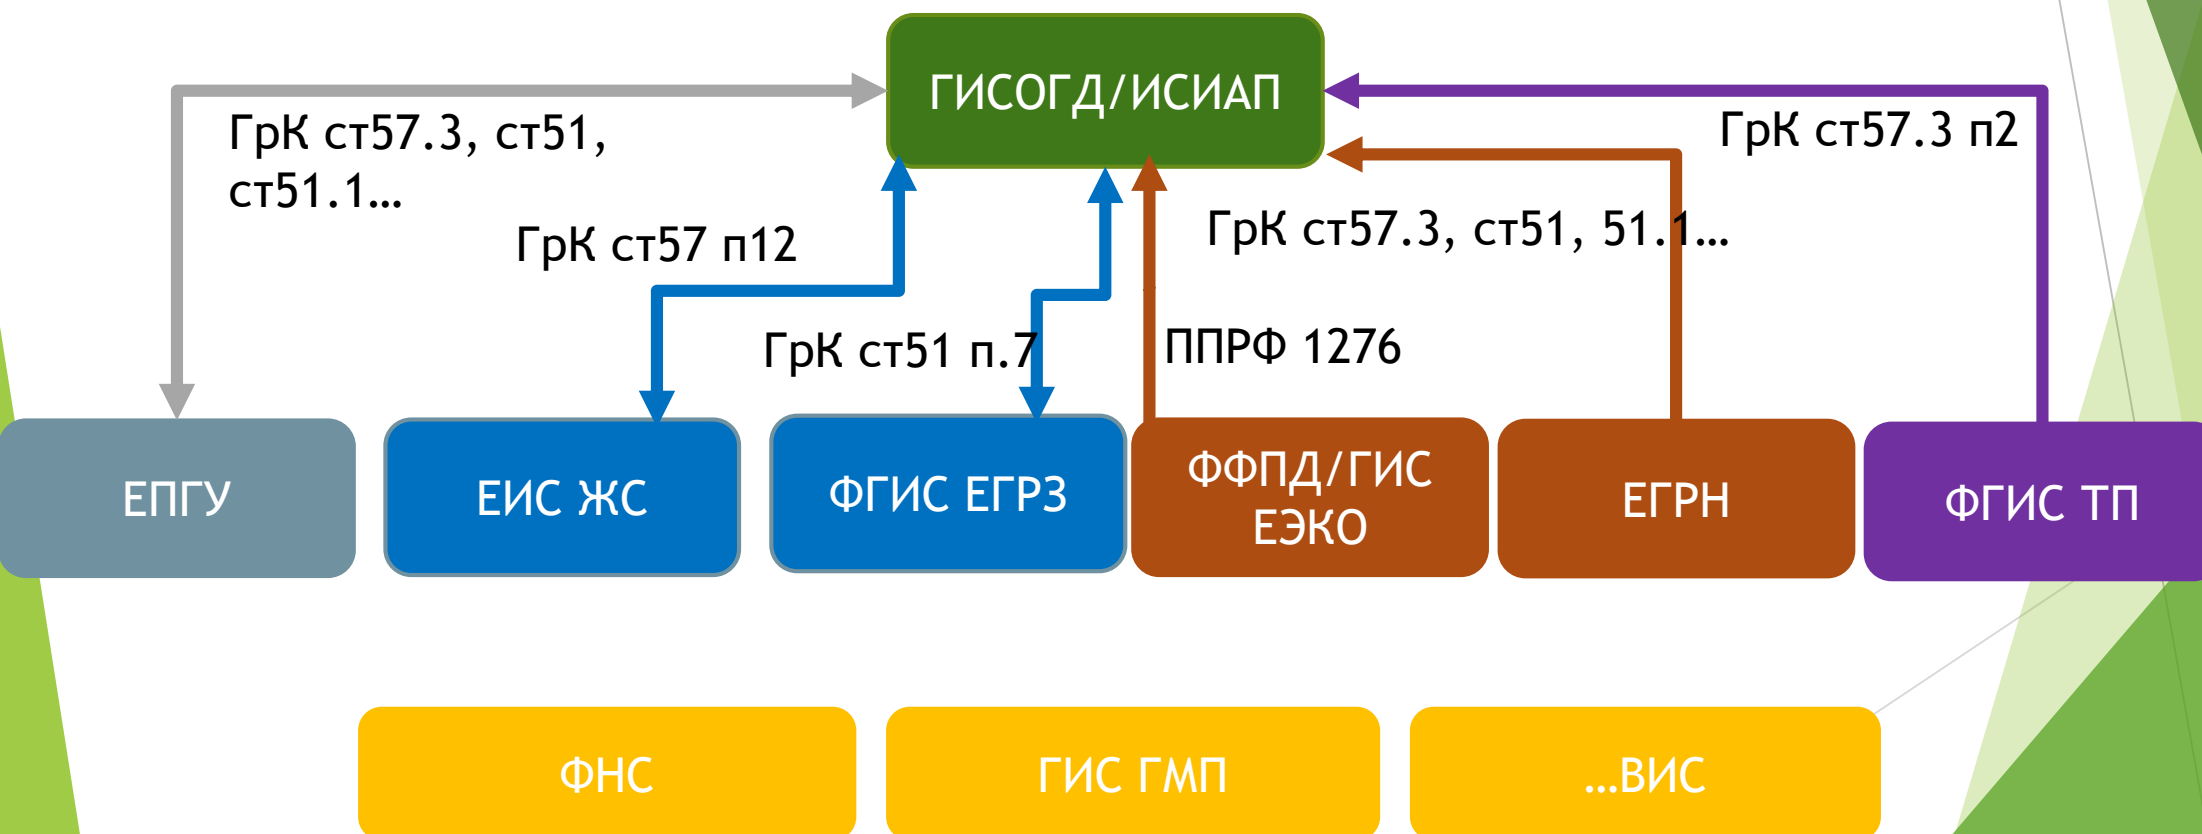 ГИСОГД/ИСИАП
ГрК ст57.3, ст51,
ст51.1…
ГрК ст57.3 п2
ГрК ст57 п12
ГрК ст57.3, ст51, 51.1…
ГрК ст51 п.7
ППРФ 1276
ЕПГУ
ЕИС ЖС
ФГИС ЕГРЗ
ФФПД/ГИС
ЕЭКО
ЕГРН
ФГИС ТП
ФНС
ГИС ГМП
…ВИС